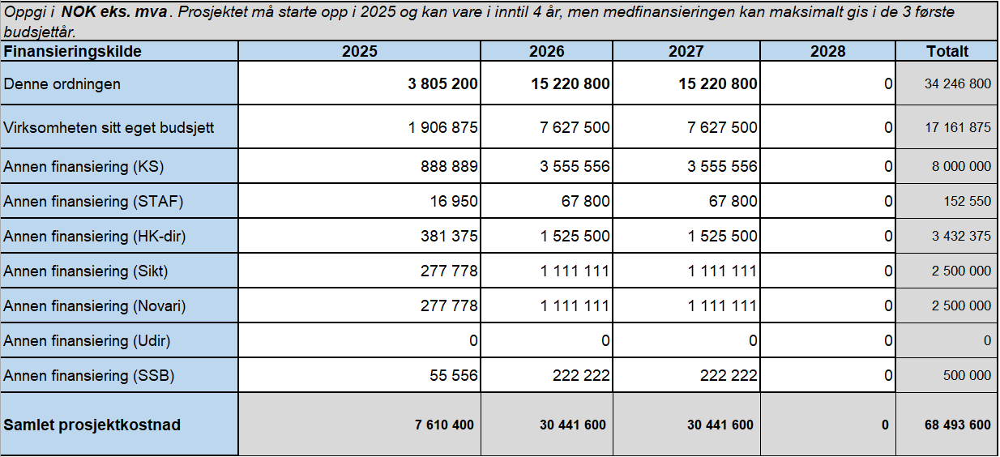 Oppgi i NOK eks. mva. Prosjektet må starte opp i 2025 og kan vare i inntil 4 år, men medfinansieringen kan maksimalt gis i de 3 første
budsjettår.
Finansieringskilde 2025 2026 2027 2028 Totalt
Denne ordningen 3 805 200 15 220 800 15 220 800 0 34 246 800
Virksomheten sitt eget budsjett 1 906 875 7 627 500 7 627 500 0 17 161 875
Annen finansiering (KS) 888 889 3 555 556 3 555 556 0 8 000 000
Annen finansiering (STAF) 16 950 67 800 67 800 0 152 550
Annen finansiering (HK-dir) 381 375 1 525 500 1 525 500 0 3 432 375
Annen finansiering (Sikt) 277 778 1 111 111 1 111 111 0 2 500 000
Annen finansiering (Novari) 277 778 1 111 111 1 111 111 0 2 500 000
Annen finansiering (Udir) 0 0 0 0 0
Annen finansiering (SSB) 55 556 222 222 222 222 0 500 000
Samlet prosjektkostnad 7 610 400 30 441 600 30 441 600 0 68 493 600